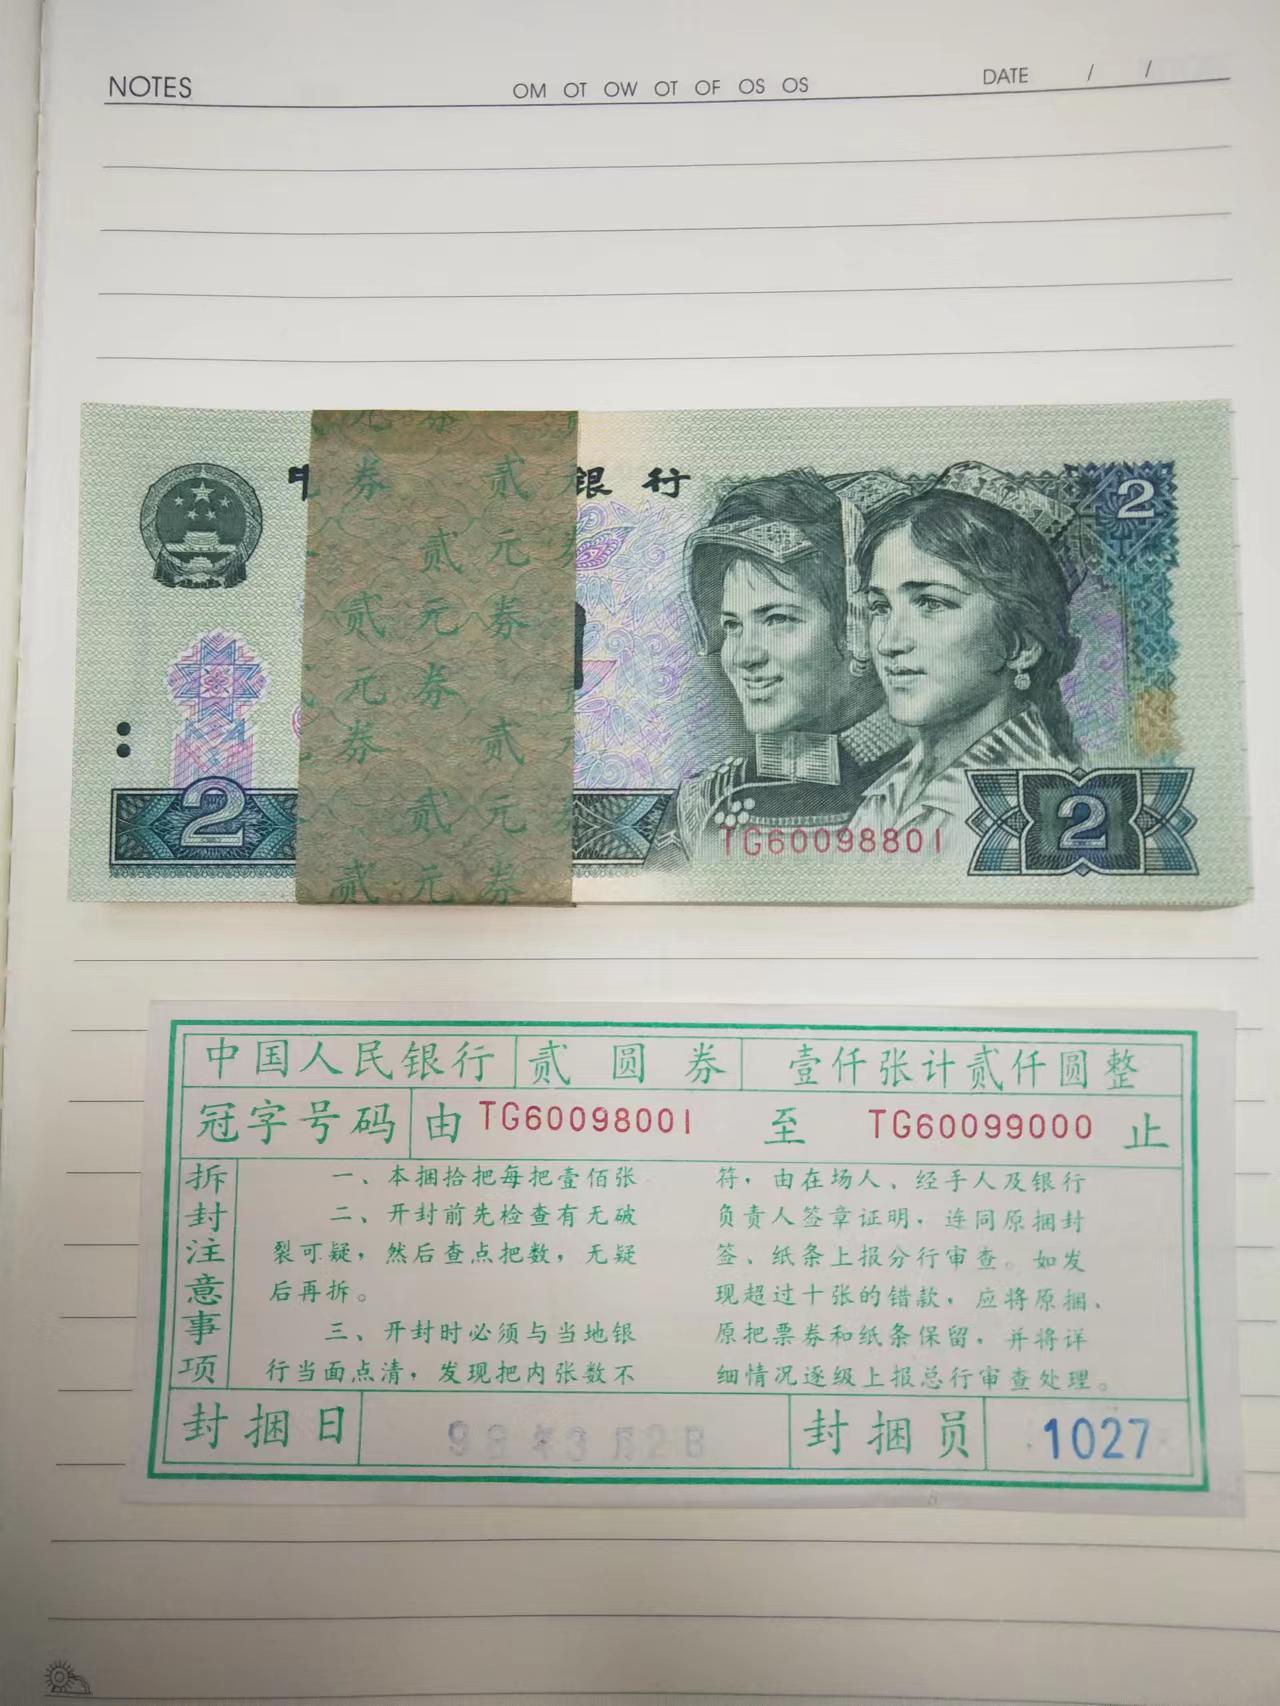 NOTES OM OT OW OT OF OS OS DATE / /
元 券
券 贰
银行
贰 元
贰 元 券
元 券
券 贰
贰 元
贰 元 券
2
2
2
TG60098801
中国人民银行 贰圆券 壹仟张计贰仟圆整
冠字号码 由 TG60098001 至 TG60099000 止
拆封注意事项
一、本捆拾把每把壹佰张
二、开封前先检查有无破
裂可疑，然后查点把数，无疑
后再拆。
三、开封时必须与当地银
行当面点清，发现把内张数不
符，由在场人、经手人及银行
负责人签章证明，连同原捆封
签、纸条上报分行审查。如发
现超过十张的错款，应将原捆、
原把票券和纸条保留，并将详
细情况逐级上报总行审查处理。
封捆日 封捆员 1027